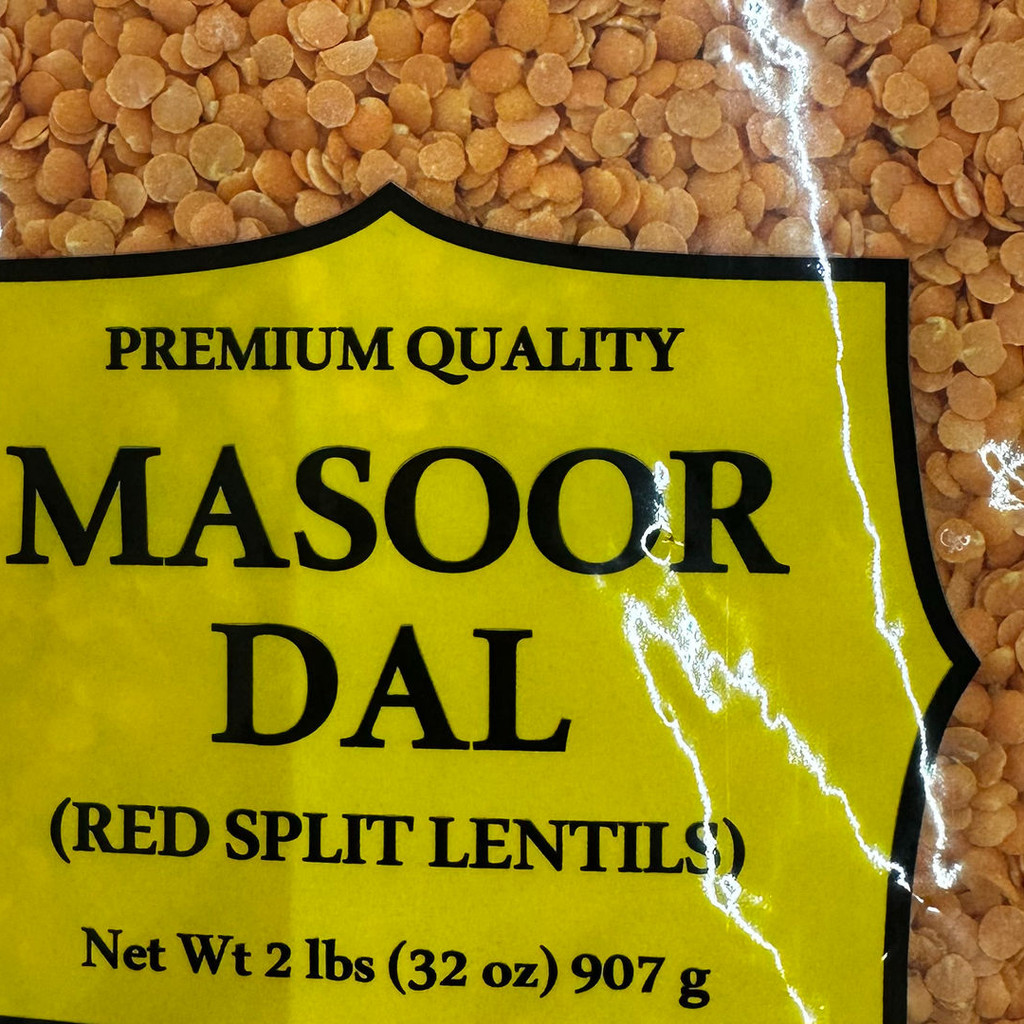 PREMIUM QUALITY
MASOOR
DAL
(RED SPLIT LENTILS)
Net Wt 2 lbs (32 oz) 907 g